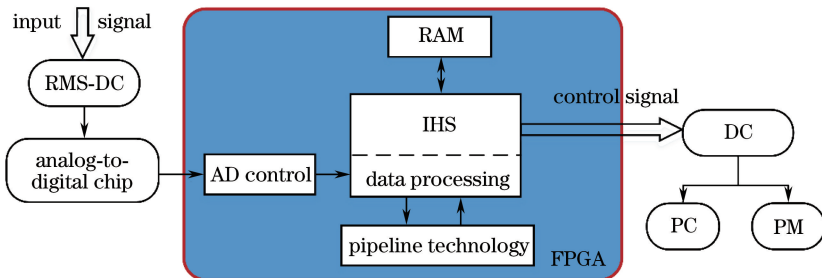 input signal
RMS-DC
analog-to-
digital chip
AD control
RAM
IHS
data processing
pipeline technology
FPGA
control signal
DC
PC
PM